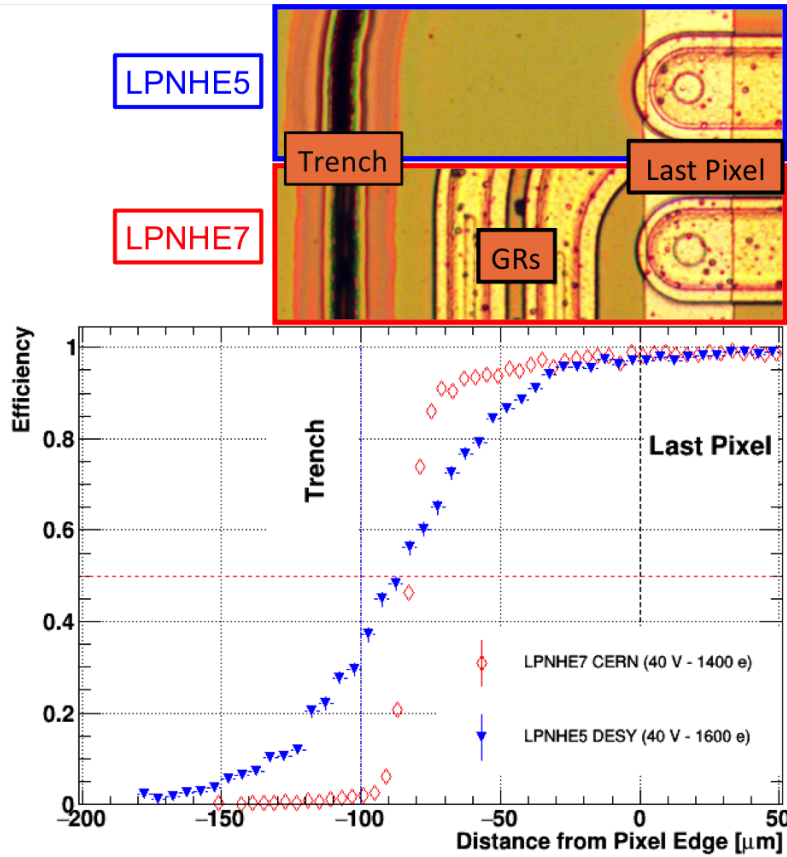 LPNHE5
Trench
Last Pixel
LPNHE7
GRs
Efficiency
1
0.8
0.6
0.4
0.2
0
Trench
Last Pixel
LPNHE7 CERN (40 V - 1400 e)
LPNHE5 DESY (40 V - 1600 e)
−200
−150
−100
−50
0
50
Distance from Pixel Edge [μm]